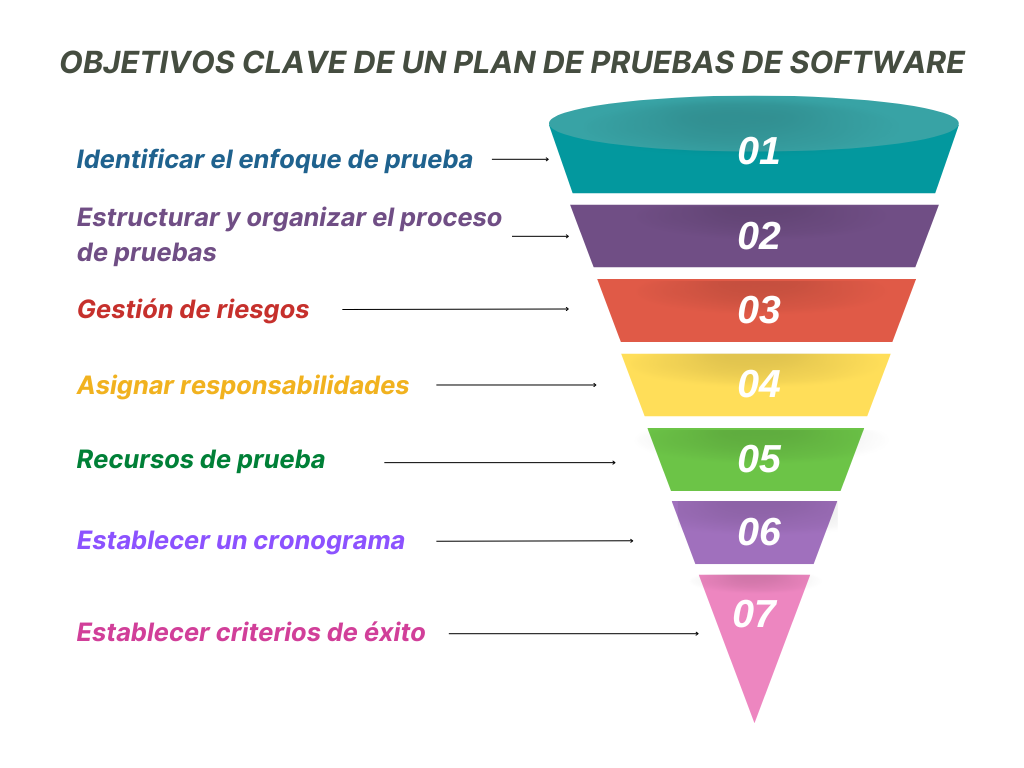 OBJETIVOS CLAVE DE UN PLAN DE PRUEBAS DE SOFTWARE
Identificar el enfoque de prueba
01
Estructurar y organizar el proceso
de pruebas
02
Gestión de riesgos
03
Asignar responsabilidades
04
Recursos de prueba
05
Establecer un cronograma
06
Establecer criterios de éxito
07